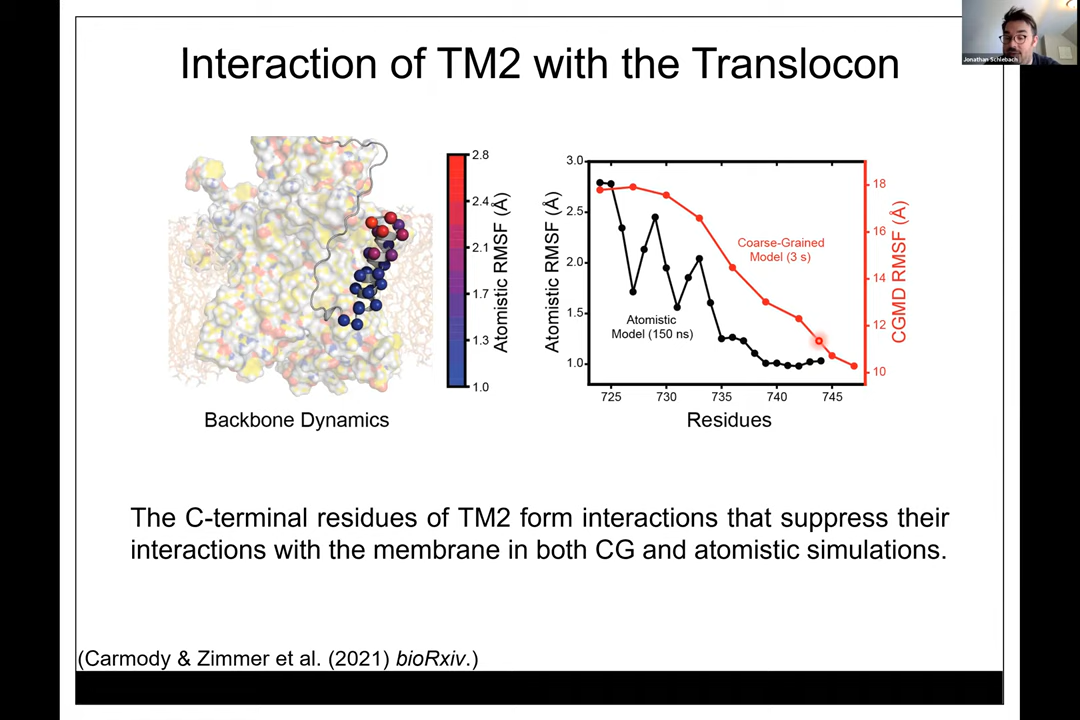 Interaction of TM2 with the Translocon
Jonathan Schlebach
2.8
2.4
2.1
1.7
1.3
1.0
Atomistic RMSF (Å)
Backbone Dynamics
3.0
2.5
2.0
1.5
1.0
Atomistic RMSF (Å)
Coarse-Grained
Model (3 s)
Atomistic
Model (150 ns)
18
16
14
12
10
CGMD RMSF (Å)
725
730
735
740
745
Residues
The C-terminal residues of TM2 form interactions that suppress their
interactions with the membrane in both CG and atomistic simulations.
(Carmody & Zimmer et al. (2021) bioRxiv.)